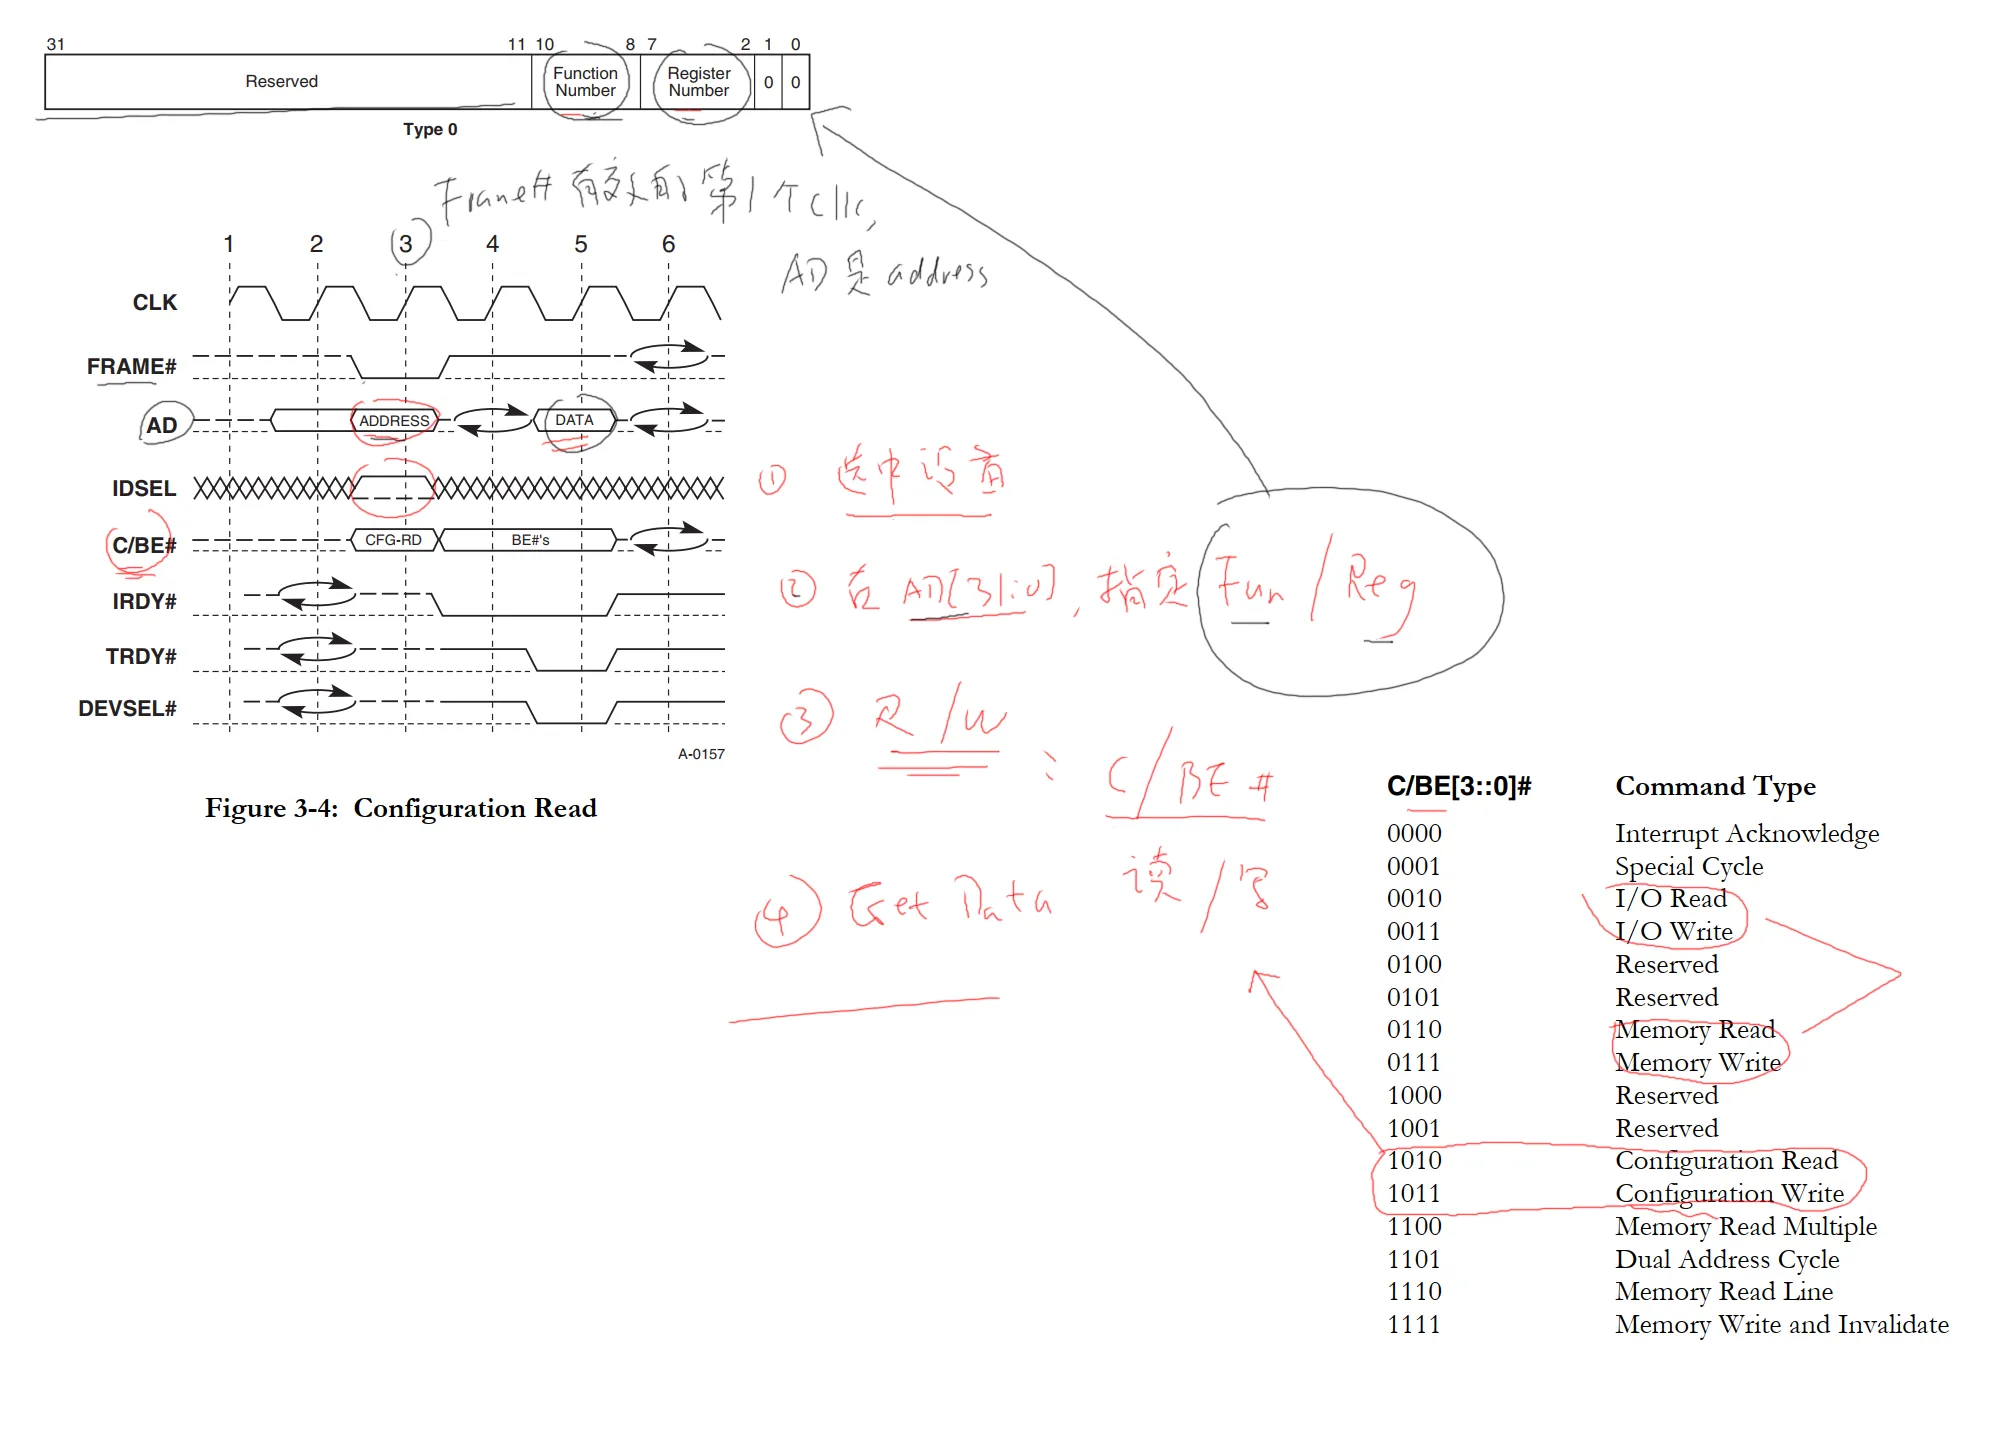 31 11 10 8 7 2 1 0
Reserved Function Number Register Number 0 0
Type 0
Frame# 有效的第1个CLK,
AD是address
1 2 3 4 5 6
CLK
FRAME#
AD ADDRESS DATA
IDSEL
C/BE# CFG-RD BE#'s
IRDY#
TRDY#
DEVSEL#
A-0157
Figure 3-4: Configuration Read
① 选中设备
② 在AD[31:0], 指定 Fun/Reg
③ R/W : C/BE#
读/写
④ Get Data
C/BE[3::0]# Command Type
0000 Interrupt Acknowledge
0001 Special Cycle
0010 I/O Read
0011 I/O Write
0100 Reserved
0101 Reserved
0110 Memory Read
0111 Memory Write
1000 Reserved
1001 Reserved
1010 Configuration Read
1011 Configuration Write
1100 Memory Read Multiple
1101 Dual Address Cycle
1110 Memory Read Line
1111 Memory Write and Invalidate